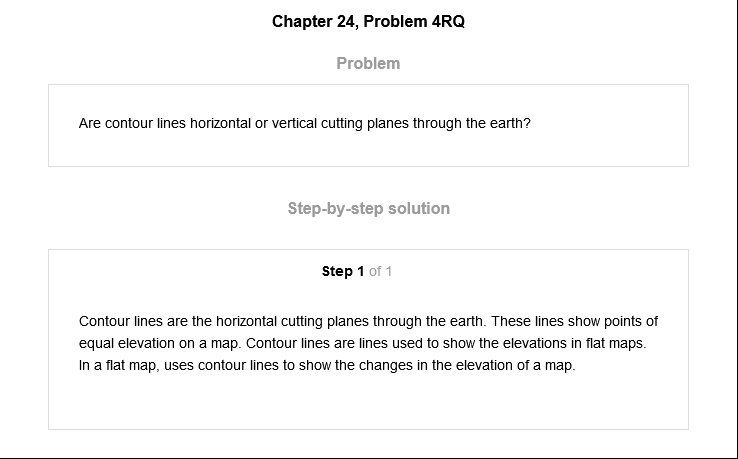 Chapter 24, Problem 4RQ
Problem
Are contour lines horizontal or vertical cutting planes through the earth?
Step-by-step solution
Step 1 of 1
Contour lines are the horizontal cutting planes through the earth. These lines show points of
equal elevation on a map. Contour lines are lines used to show the elevations in flat maps.
In a flat map, uses contour lines to show the changes in the elevation of a map.